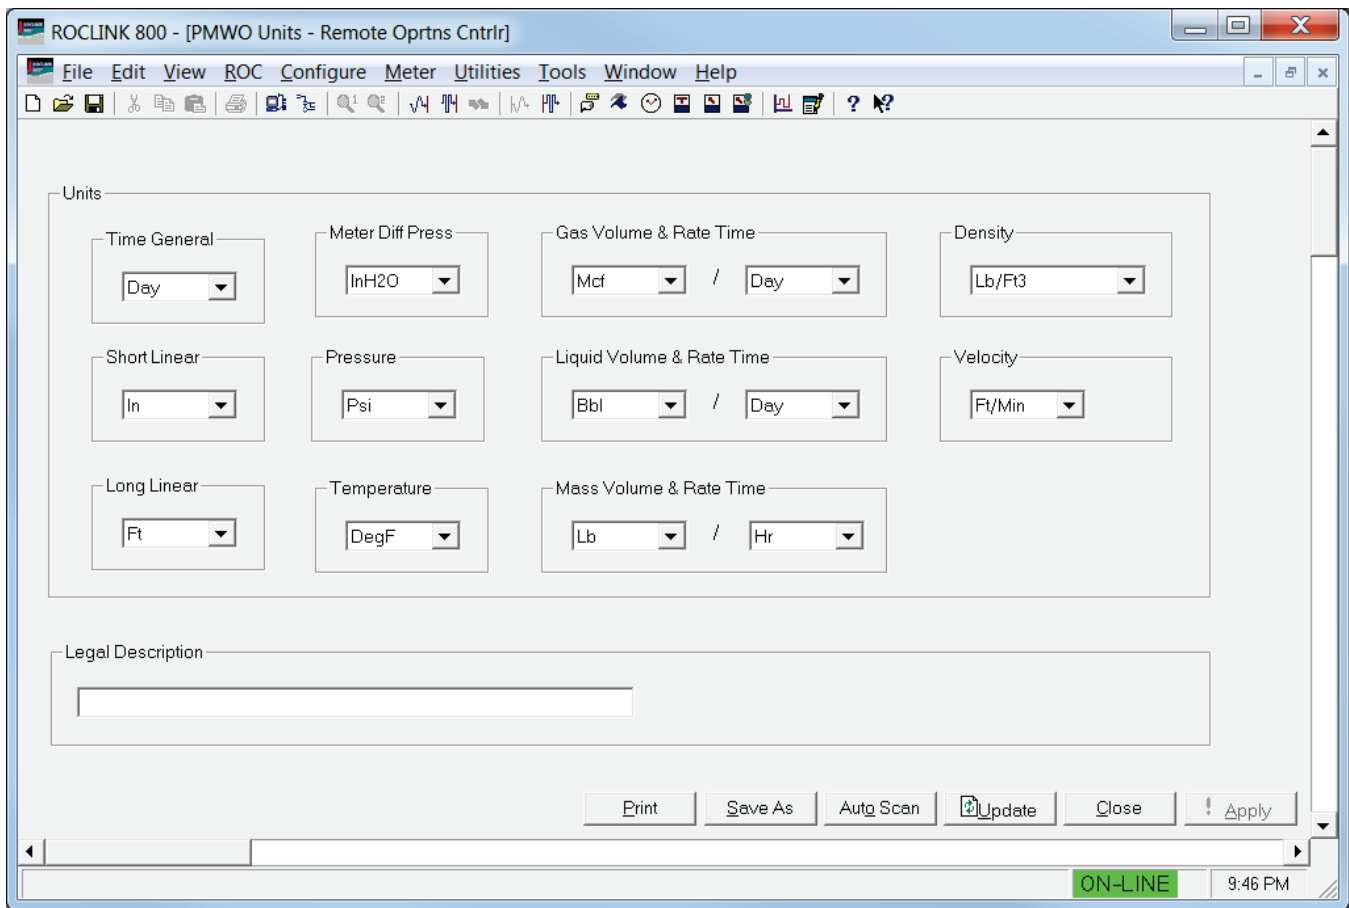 ROCLINK 800 - [PMWO Units - Remote Oprtns Cntrlr]
File Edit View ROC Configure Meter Utilities Tools Window Help
Units
Time General Meter Diff Press Gas Volume & Rate Time Density
Day InH2O Mcf / Day Lb/Ft3
Short Linear Pressure Liquid Volume & Rate Time Velocity
In Psi Bbl / Day Ft/Min
Long Linear Temperature Mass Volume & Rate Time
Ft DegF Lb / Hr
Legal Description
Print Save As Auto Scan Update Close ! Apply
ON-LINE 9:46 PM